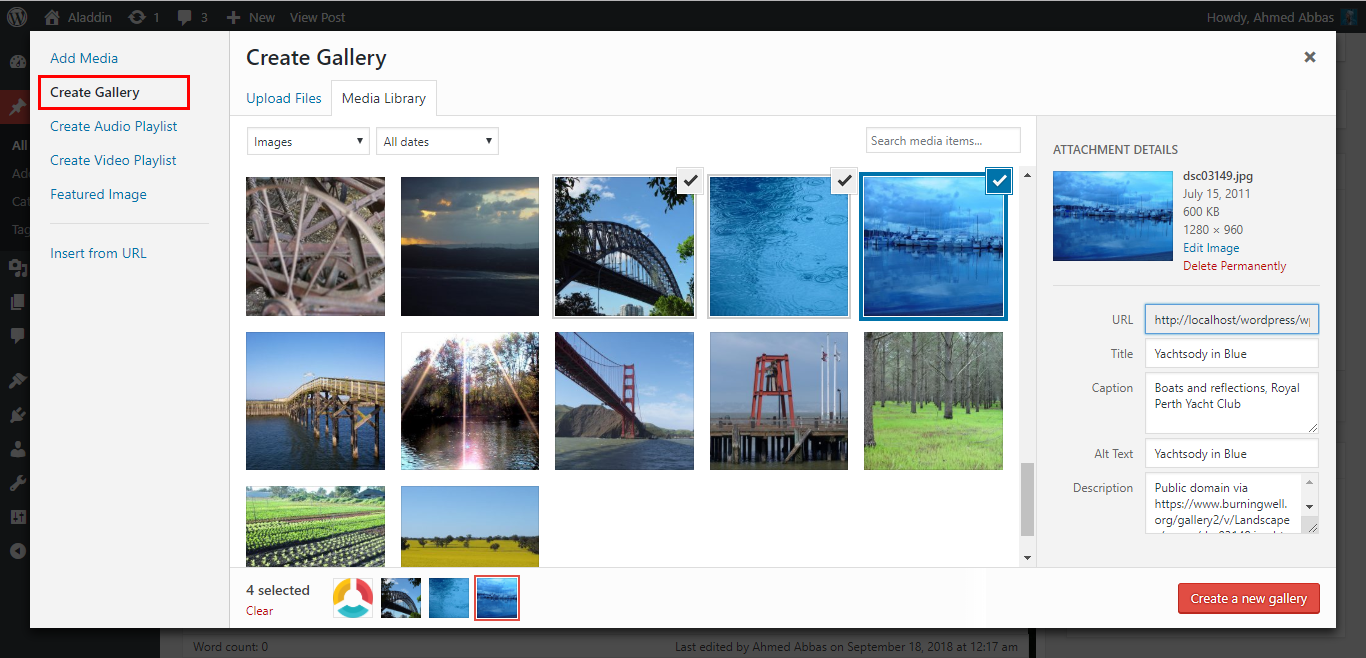 Aladdin
1
3
New
View Post
Howdy, Ahmed Abbas
All
Add Media
Create Gallery
Create Audio Playlist
Create Video Playlist
Featured Image
Insert from URL
Create Gallery
Upload Files
Media Library
Images
All dates
Search media items...
ATTACHMENT DETAILS
dsc03149.jpg
July 15, 2011
600 KB
1280 × 960
Edit Image
Delete Permanently
URL
http://localhost/wordpress/wp
Title
Yachtsody in Blue
Caption
Boats and reflections, Royal
Perth Yacht Club
Alt Text
Yachtsody in Blue
Description
Public domain via
https://www.burningwell.
org/gallery2/v/Landscape
4 selected
Clear
Create a new gallery
Word count: 0
Last edited by Ahmed Abbas on September 18, 2018 at 12:17 am